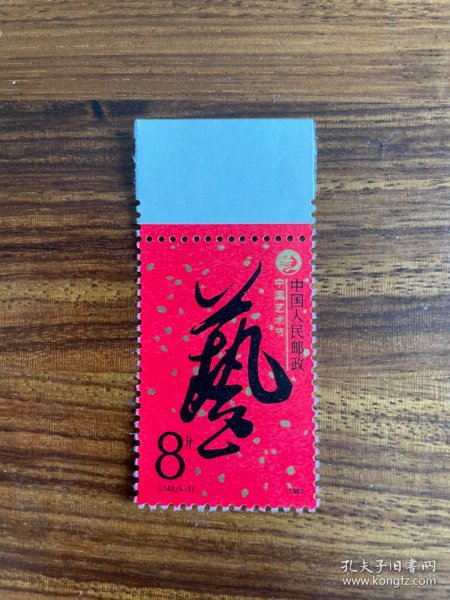 中国人民邮政
中国艺术节
藝
8分
J.142.(1-1)
1987
孔夫子旧书网
www.kongfz.com